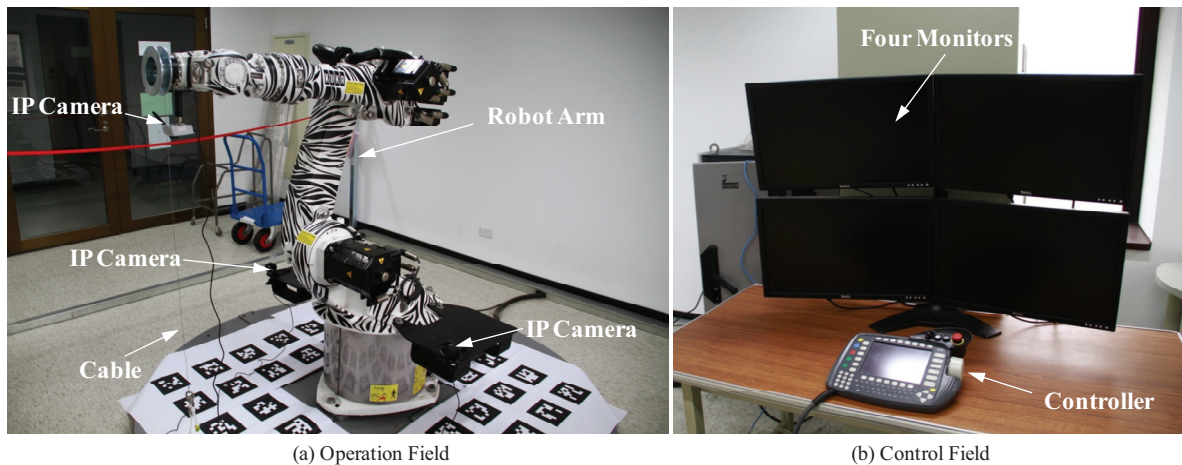 IP Camera
Robot Arm
IP Camera
IP Camera
Cable
Four Monitors
Controller
(a) Operation Field
(b) Control Field